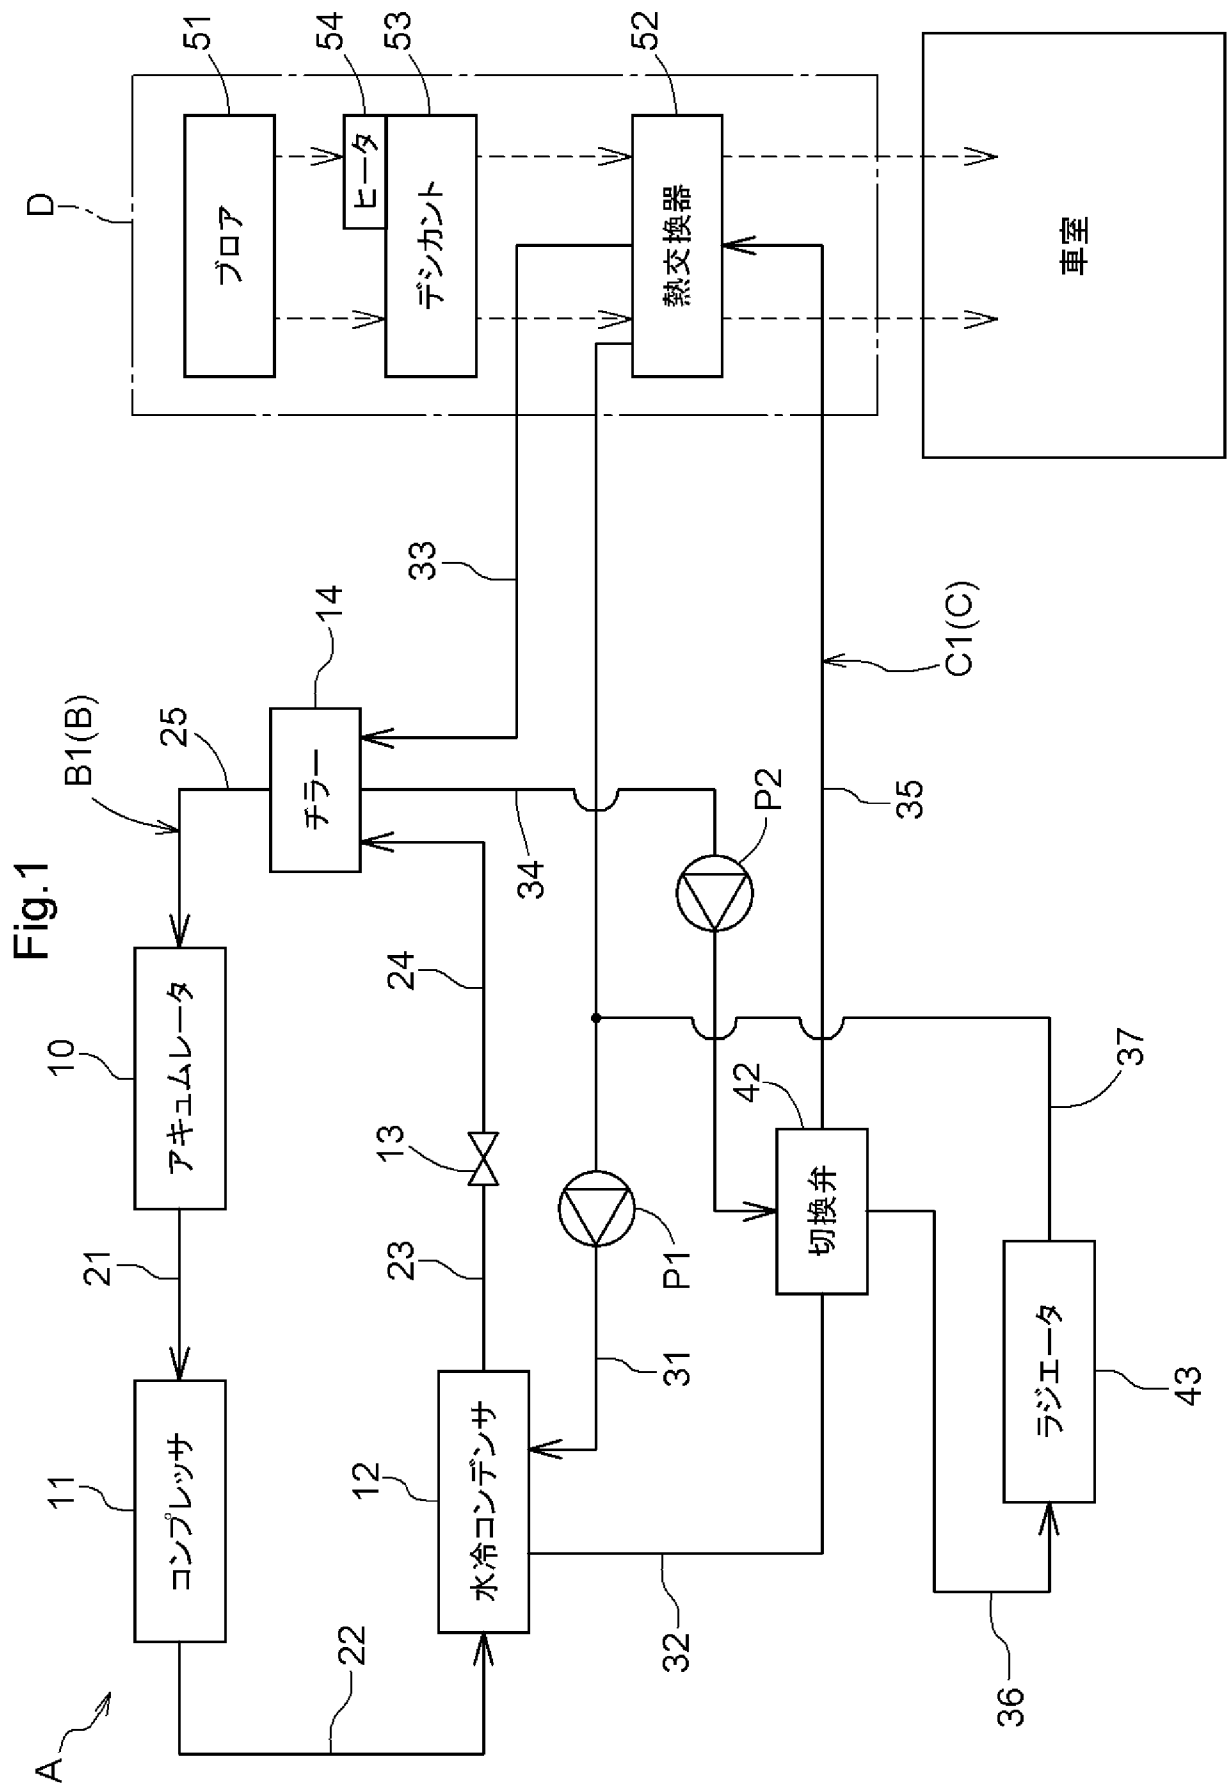 Fig.1
A
11
コンプレッサ
21
10
アキュムレータ
B1(B)
25
14
チラー
22
12
水冷コンデンサ
23
13
24
33
34
31
P1
P2
32
42
切換弁
35
C1(C)
36
43
ラジエータ
37
D
51
ブロア
54
ヒータ
53
デシカント
52
熱交換器
車室